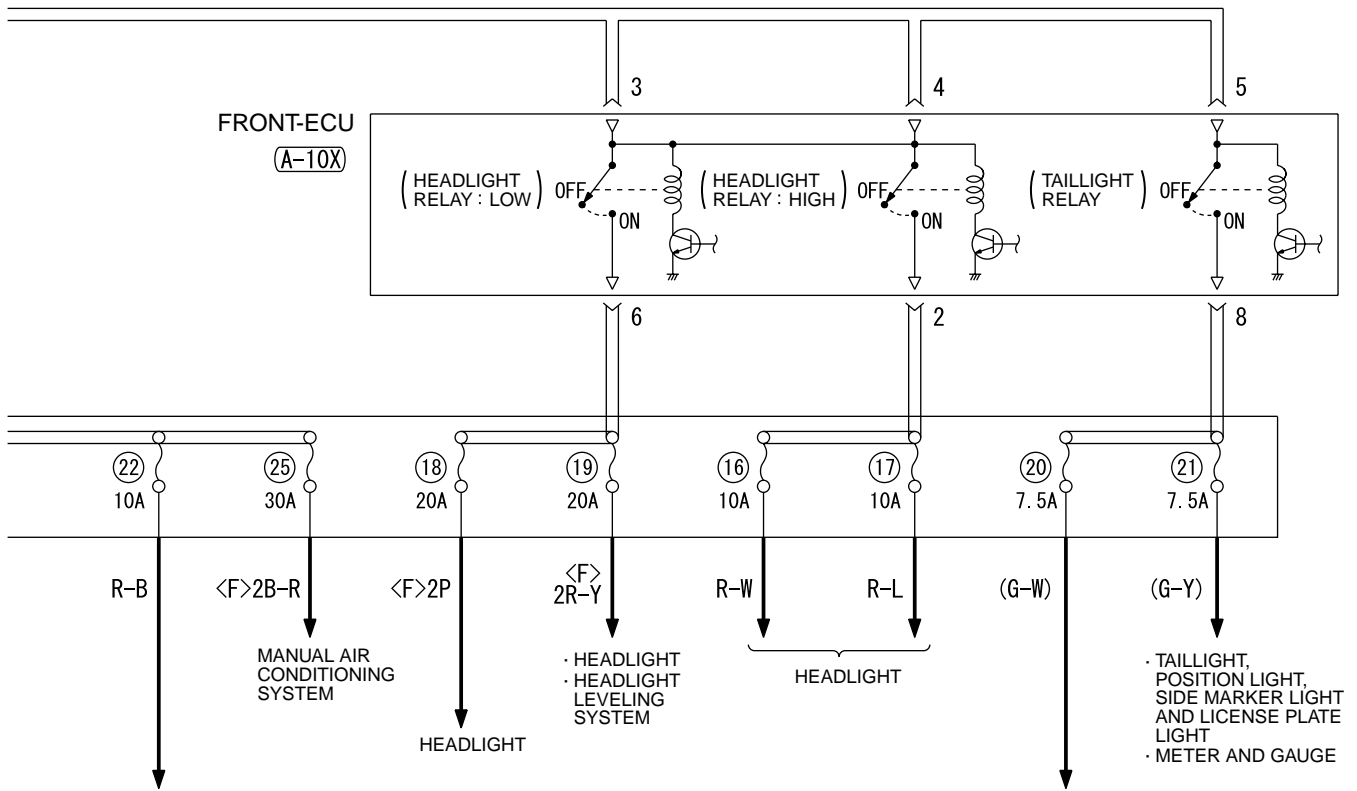 3 4 5
FRONT-ECU
(A-10X)
(HEADLIGHT
RELAY : LOW)
OFF
ON
(HEADLIGHT
RELAY : HIGH)
OFF
ON
(TAILLIGHT
RELAY)
OFF
ON
6 2 8
22 25 18 19 16 17 20 21
10A 30A 20A 20A 10A 10A 7.5A 7.5A
R-B
<F>2B-R
<F>2P
<F>
2R-Y
R-W
R-L
(G-W)
(G-Y)
MANUAL AIR
CONDITIONING
SYSTEM
HEADLIGHT
· HEADLIGHT
· HEADLIGHT
LEVELING
SYSTEM
HEADLIGHT
· TAILLIGHT,
POSITION LIGHT,
SIDE MARKER LIGHT
AND LICENSE PLATE
LIGHT
· METER AND GAUGE